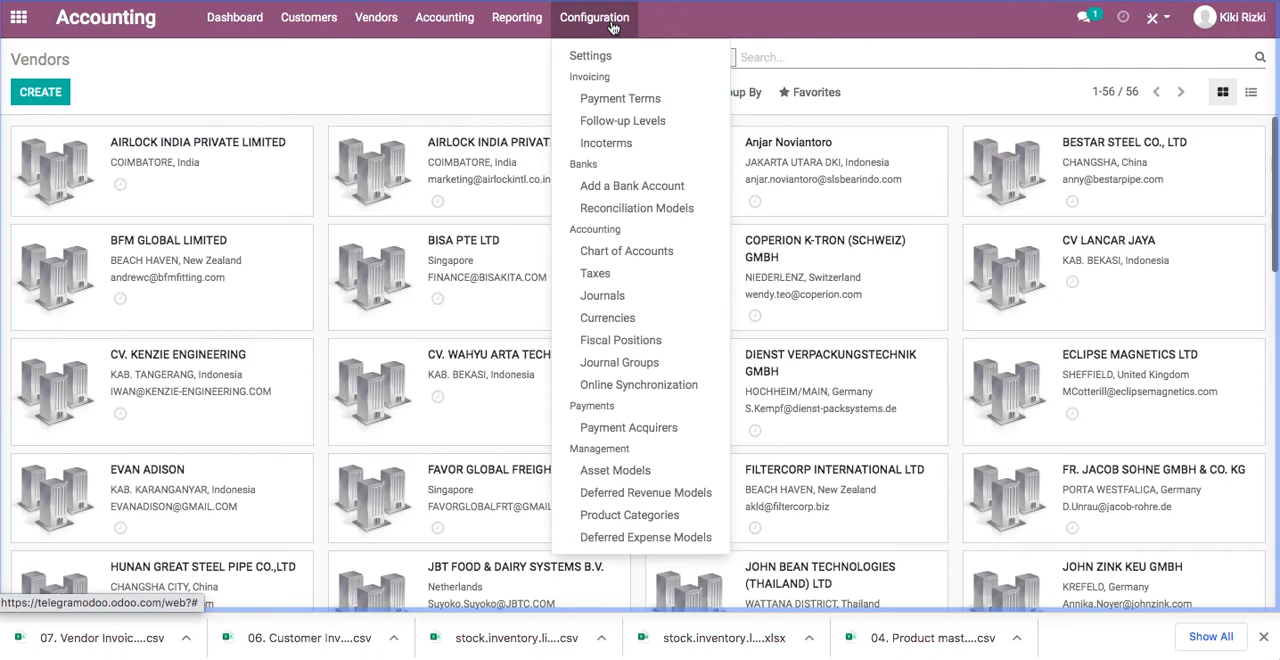 Accounting
Dashboard
Customers
Vendors
Accounting
Reporting
Configuration
1
Kiki Rizki
Vendors
Search...
CREATE
up By
Favorites
1-56 / 56
Settings
Invoicing
Payment Terms
Follow-up Levels
Incoterms
Banks
Add a Bank Account
Reconciliation Models
Accounting
Chart of Accounts
Taxes
Journals
Currencies
Fiscal Positions
Journal Groups
Online Synchronization
Payments
Payment Acquirers
Management
Asset Models
Deferred Revenue Models
Product Categories
Deferred Expense Models
AIRLOCK INDIA PRIVATE LIMITED
COIMBATORE, India
AIRLOCK INDIA PRIVAT
COIMBATORE, India
marketing@airlockintl.co.in
Anjar Noviantoro
JAKARTA UTARA DKI, Indonesia
anjar.noviantoro@slsbearindo.com
BESTAR STEEL CO., LTD
CHANGSHA, China
anny@bestarpipe.com
BFM GLOBAL LIMITED
BEACH HAVEN, New Zealand
andrewc@bfmfitting.com
BISA PTE LTD
Singapore
FINANCE@BISAKITA.COM
COPERION K-TRON (SCHWEIZ)
GMBH
NIEDERLENZ, Switzerland
wendy.teo@coperion.com
CV LANCAR JAYA
KAB. BEKASI, Indonesia
CV. KENZIE ENGINEERING
KAB. TANGERANG, Indonesia
IWAN@KENZIE-ENGINEERING.COM
CV. WAHYU ARTA TECH
KAB. BEKASI, Indonesia
DIENST VERPACKUNGSTECHNIK
GMBH
HOCHHEIM/MAIN, Germany
S.Kempf@dienst-packsystems.de
ECLIPSE MAGNETICS LTD
SHEFFIELD, United Kingdom
MCotterill@eclipsemagnetics.com
EVAN ADISON
KAB. KARANGANYAR, Indonesia
EVANADISON@GMAIL.COM
FAVOR GLOBAL FREIGH
Singapore
FAVORGLOBALFRT@GMAIL.COM
FILTERCORP INTERNATIONAL LTD
BEACH HAVEN, New Zealand
akld@filtercorp.biz
FR. JACOB SOHNE GMBH & CO. KG
PORTA WESTFALICA, Germany
D.Unrau@jacob-rohre.de
HUNAN GREAT STEEL PIPE CO.,LTD
CHANGSHA CITY, China
JBT FOOD & DAIRY SYSTEMS B.V.
Netherlands
Suyoko.Suyoko@JBTC.COM
JOHN BEAN TECHNOLOGIES
(THAILAND) LTD
WATTANA DISTRICT, Thailand
JOHN ZINK KEU GMBH
KREFELD, Germany
Annika.Noyer@johnzink.com
https://telegramodoo.odoo.com/web?#
07. Vendor Invoic....csv
06. Customer Inv....csv
stock.inventory.li....csv
stock.inventory.l....xlsx
04. Product mast....csv
Show All